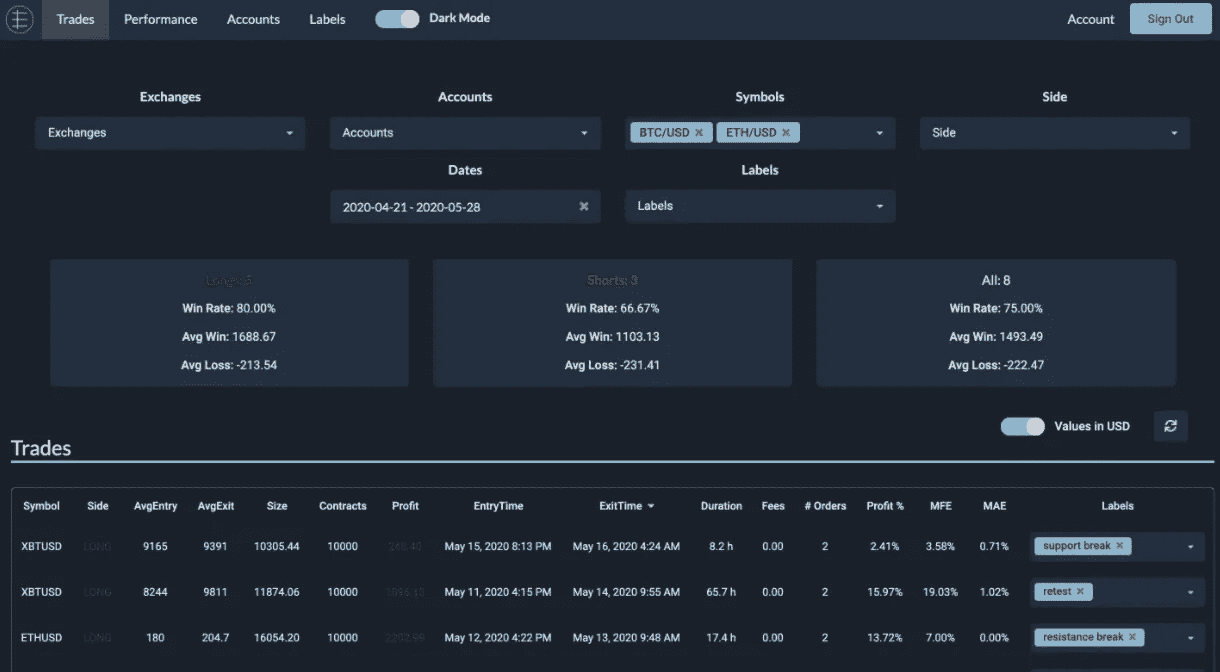 Trades Performance Accounts Labels Dark Mode Account Sign Out
Exchanges Accounts Symbols Side
Exchanges Accounts BTC/USD × ETH/USD × Side
Dates Labels
2020-04-21 - 2020-05-28 × Labels
Longs: 5 Shorts: 3 All: 8
Win Rate: 80.00% Win Rate: 66.67% Win Rate: 75.00%
Avg Win: 1688.67 Avg Win: 1103.13 Avg Win: 1493.49
Avg Loss: -213.54 Avg Loss: -231.41 Avg Loss: -222.47
Values in USD
Trades
Symbol Side AvgEntry AvgExit Size Contracts Profit EntryTime ExitTime Duration Fees # Orders Profit % MFE MAE Labels
XBTUSD LONG 9165 9391 10305.44 10000 May 15, 2020 8:13 PM May 16, 2020 4:24 AM 8.2 h 0.00 2 2.41% 3.58% 0.71% support break ×
XBTUSD LONG 8244 9811 11874.06 10000 May 11, 2020 4:15 PM May 14, 2020 9:55 AM 65.7 h 0.00 2 15.97% 19.03% 1.02% retest ×
ETHUSD LONG 180 204.7 16054.20 10000 May 12, 2020 4:22 PM May 13, 2020 9:48 AM 17.4 h 0.00 2 13.72% 7.00% 0.00% resistance break ×